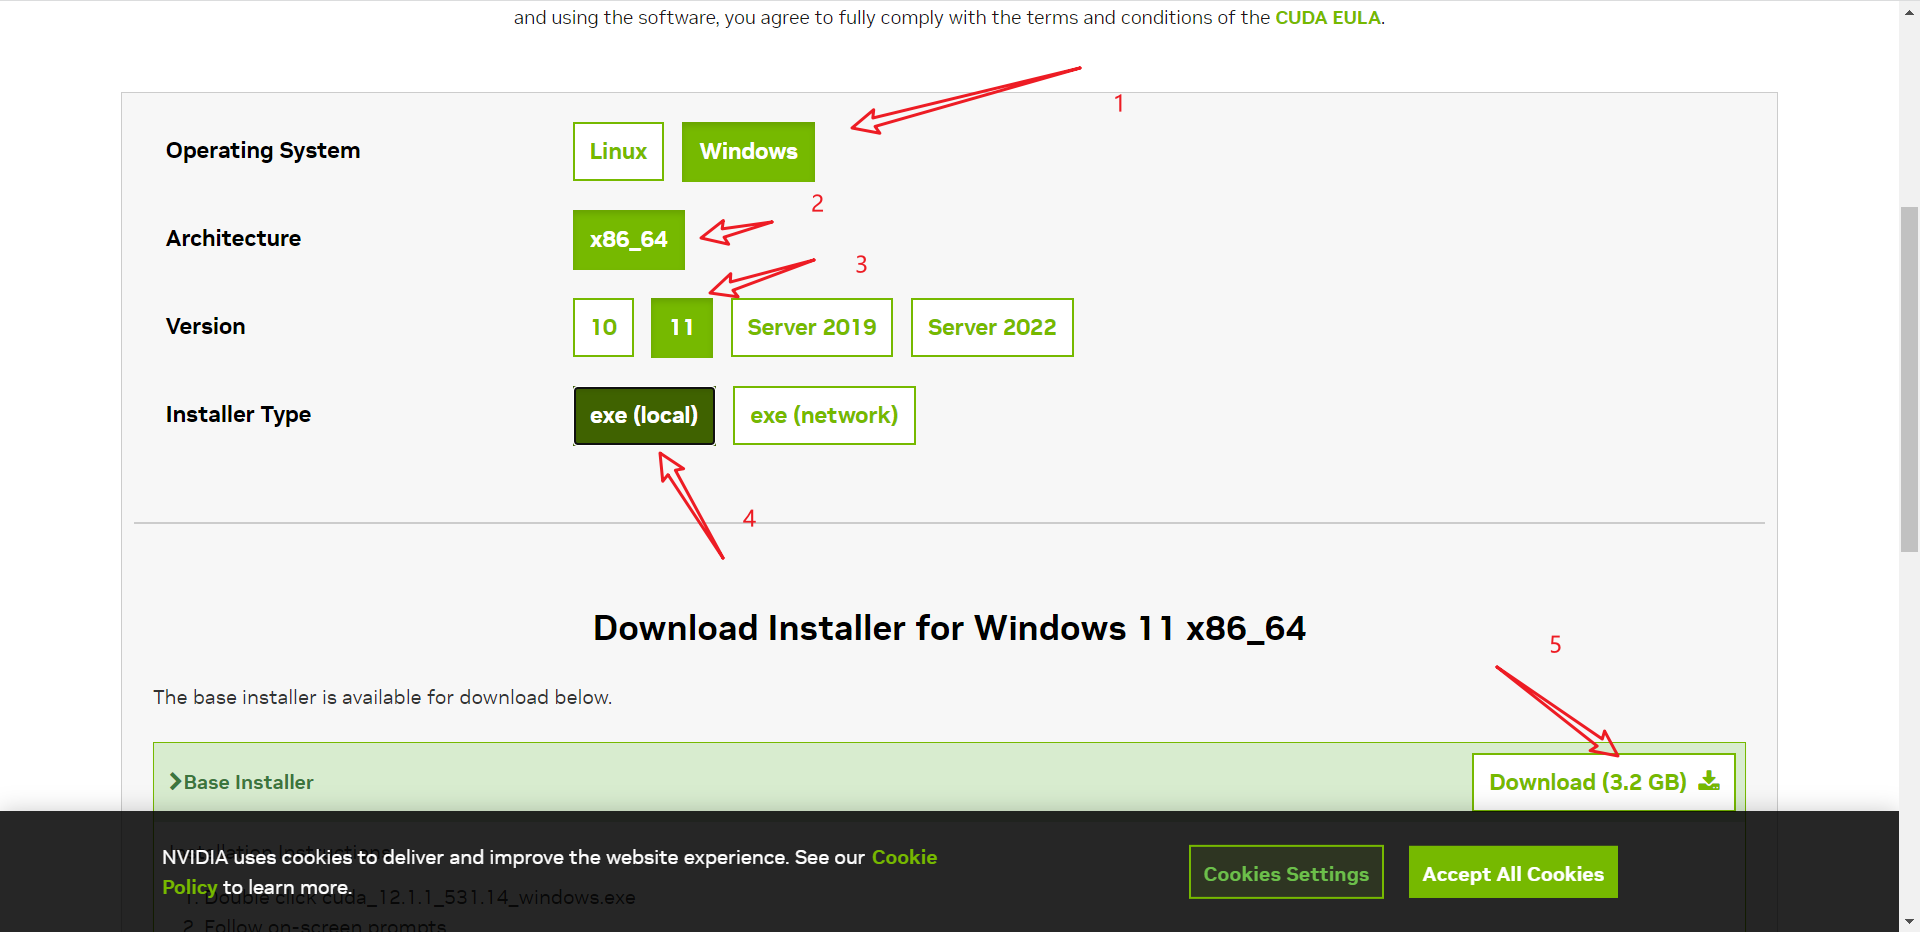 and using the software, you agree to fully comply with the terms and conditions of the CUDA EULA.
1
Operating System
Linux
Windows
2
Architecture
x86_64
3
Version
10
11
Server 2019
Server 2022
Installer Type
exe (local)
exe (network)
4
Download Installer for Windows 11 x86_64
5
The base installer is available for download below.
Base Installer
Download (3.2 GB)
Installation Instructions
NVIDIA uses cookies to deliver and improve the website experience. See our Cookie
Policy to learn more.
Cookies Settings
Accept All Cookies
1. Double click cuda_12.1.1_531.14_windows.exe
2. Follow on-screen prompts